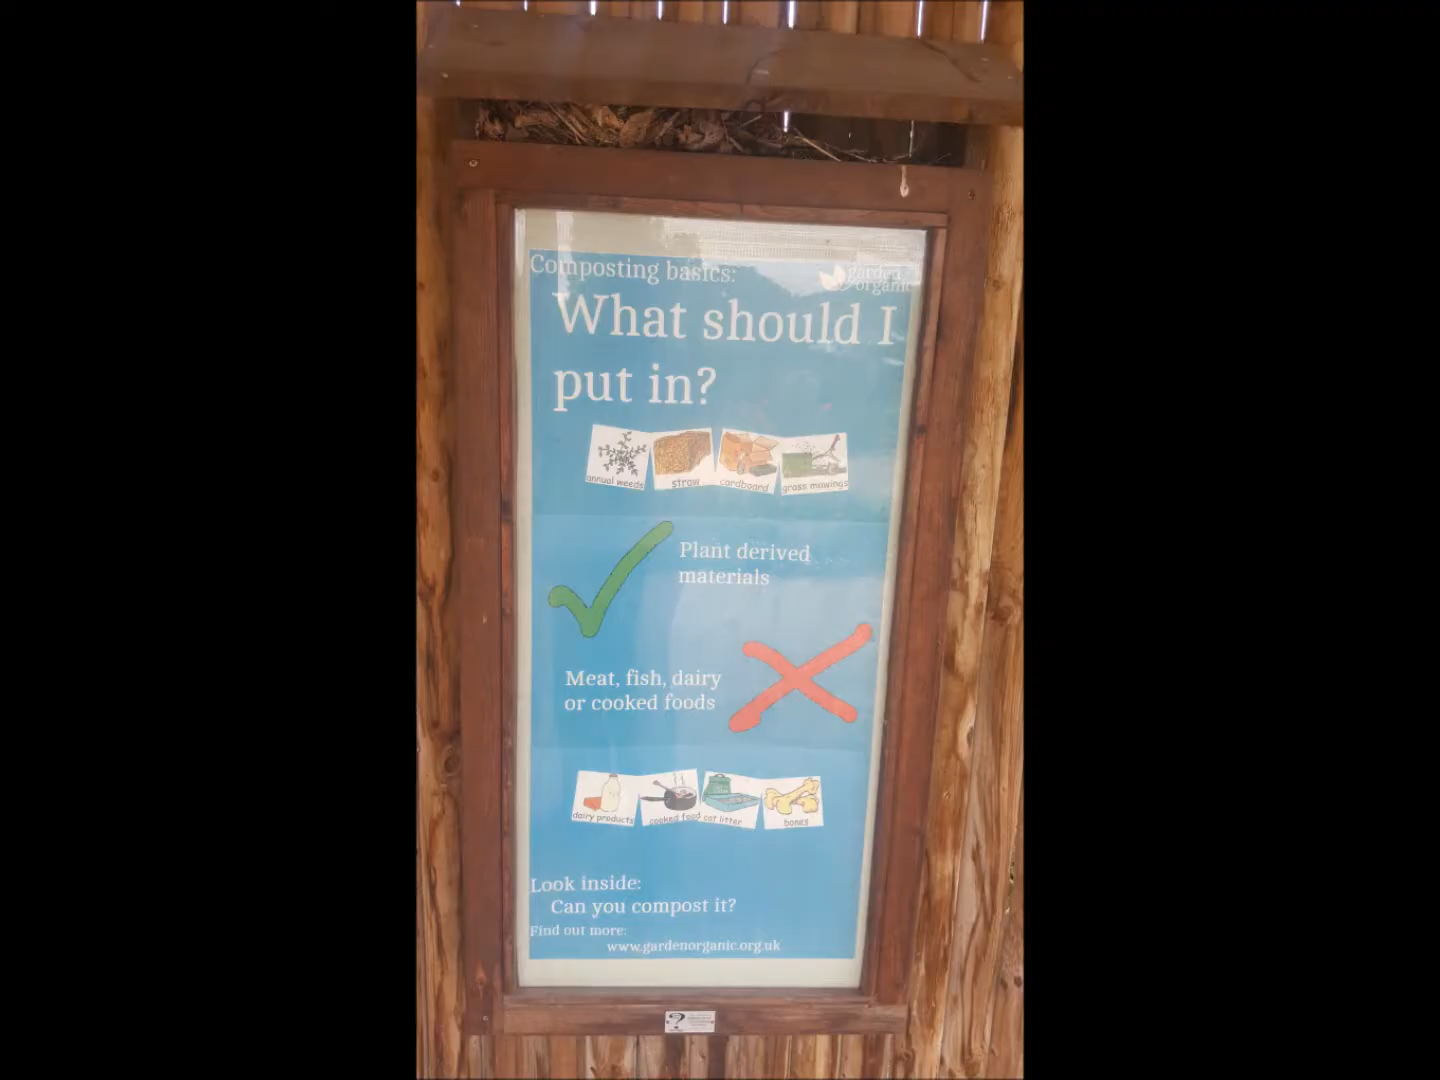 Composting basics:
garden
organic
What should I
put in?
annual weeds
straw
cardboard
grass mowings
Plant derived
materials
Meat, fish, dairy
or cooked foods
dairy products
cooked food
cat litter
bones
Look inside:
Can you compost it?
Find out more:
www.gardenorganic.org.uk
?